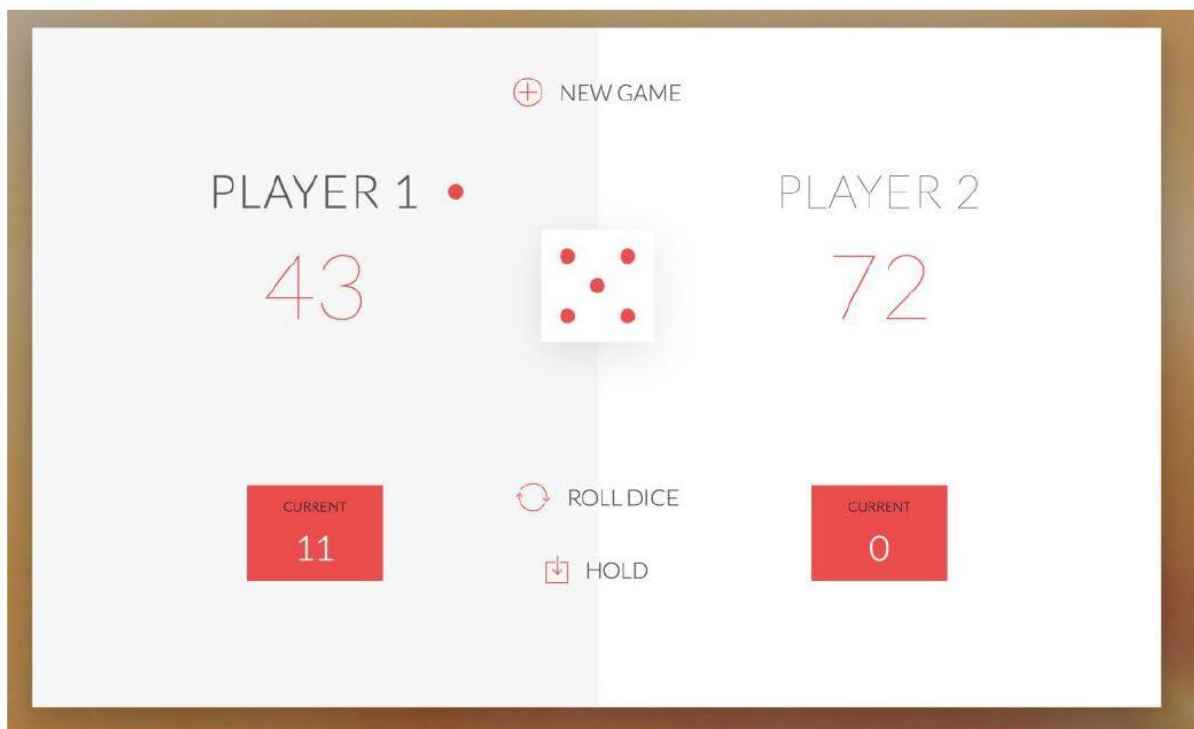 NEW GAME
PLAYER 1
43
PLAYER 2
72
CURRENT
11
ROLL DICE
HOLD
CURRENT
0